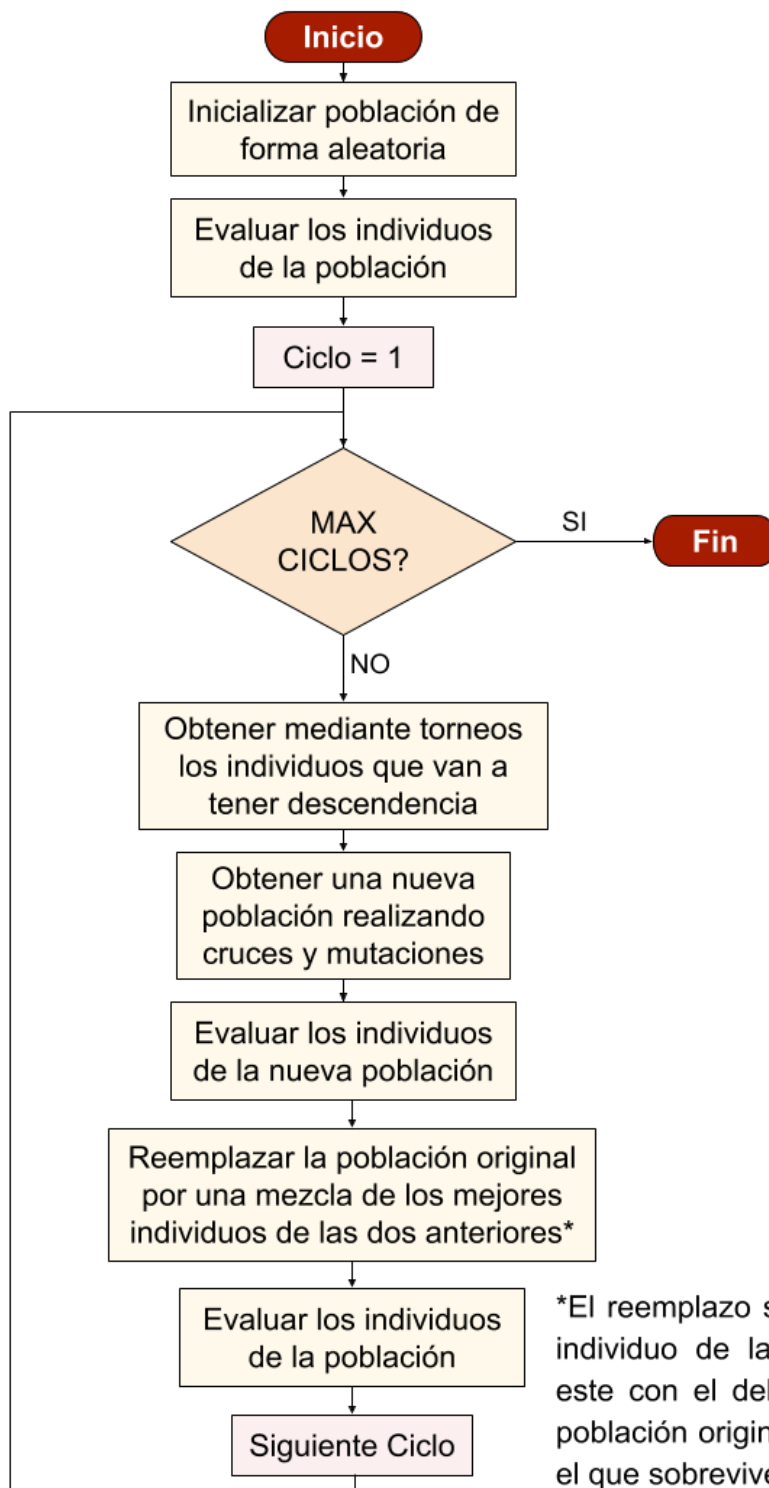 Inicio
Inicializar población de
forma aleatoria
Evaluar los individuos
de la población
Ciclo = 1
MAX
CICLOS?
SI
Fin
NO
Obtener mediante torneos
los individuos que van a
tener descendencia
Obtener una nueva
población realizando
cruces y mutaciones
Evaluar los individuos
de la nueva población
Reemplazar la población original
por una mezcla de los mejores
individuos de las dos anteriores*
Evaluar los individuos
de la población
Siguiente Ciclo
*El reemplazo
individuo de la
este con el
población
el que sobrevive